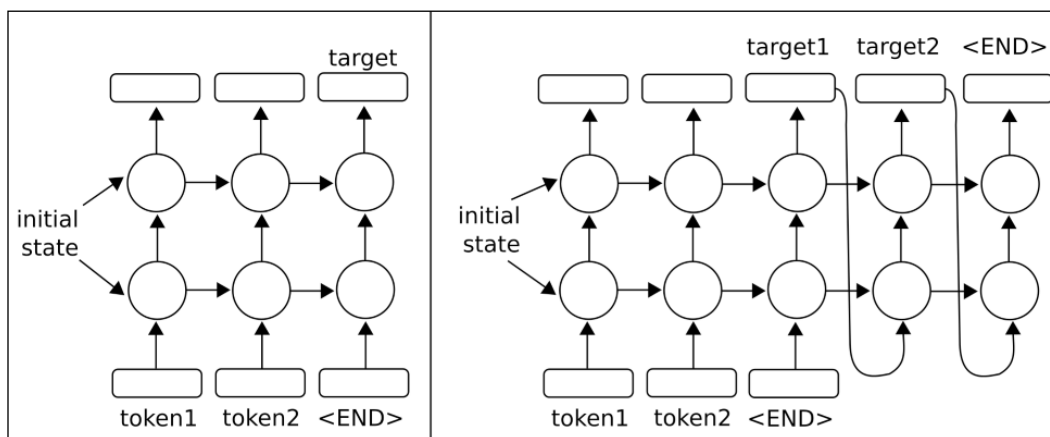 target
initial
state
token1 token2 <END>
target1 target2 <END>
initial
state
token1 token2 <END>